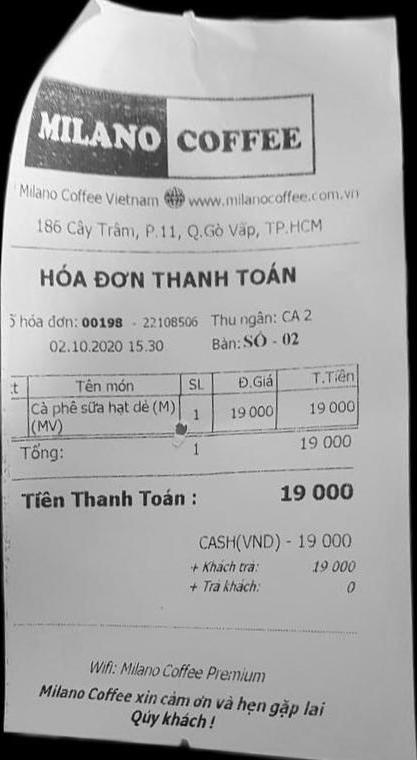 MILANO COFFEE
Milano Coffee Vietnam www.milanocoffee.com.vn
186 Cây Trâm, P.11, Q.Gò Vấp, TP.HCM
HÓA ĐƠN THANH TOÁN
ố hóa đơn: 00198 - 22108506 Thu ngân: CA 2
02.10.2020 15.30 Bàn: SỐ - 02
:t Tên món SL Đ.Giá T.Tiền
Cà phê sữa hạt dẻ (M) 1 19 000 19 000
(MV)
Tổng: 1 19 000
Tiền Thanh Toán : 19 000
CASH(VND) - 19 000
+ Khách trả: 19 000
+ Trả khách: 0
Wifi: Milano Coffee Premium
Milano Coffee xin cảm ơn và hẹn gặp lại
Qúy khách !